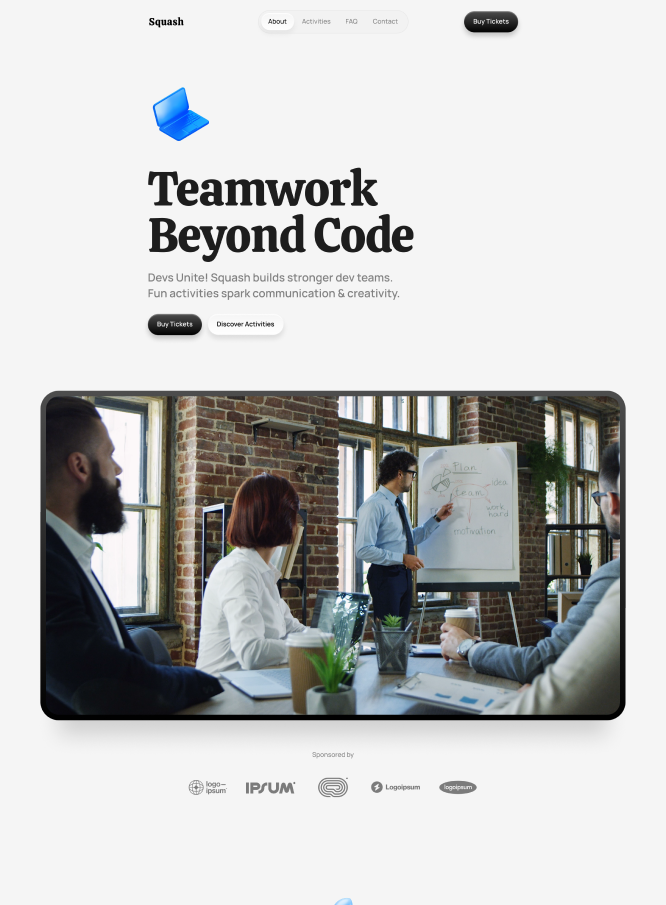 Squash
About
Activities
FAQ
Contact
Buy Tickets
Teamwork
Beyond Code
Devs Unite! Squash builds stronger dev teams.
Fun activities spark communication & creativity.
Buy Tickets
Discover Activities
Plan
idea
team
work
hard
motivation
Sponsored by
logo—
ipsum
IPSUM
Logoipsum
logoipsum